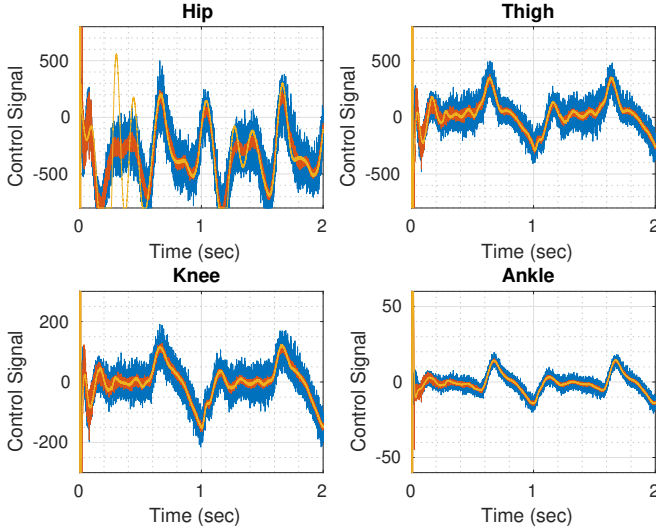 Hip
Control Signal
500
0
-500
0
1
2
Time (sec)
Thigh
Control Signal
500
0
-500
0
1
2
Time (sec)
Knee
Control Signal
200
0
-200
0
1
2
Time (sec)
Ankle
Control Signal
50
0
-50
0
1
2
Time (sec)